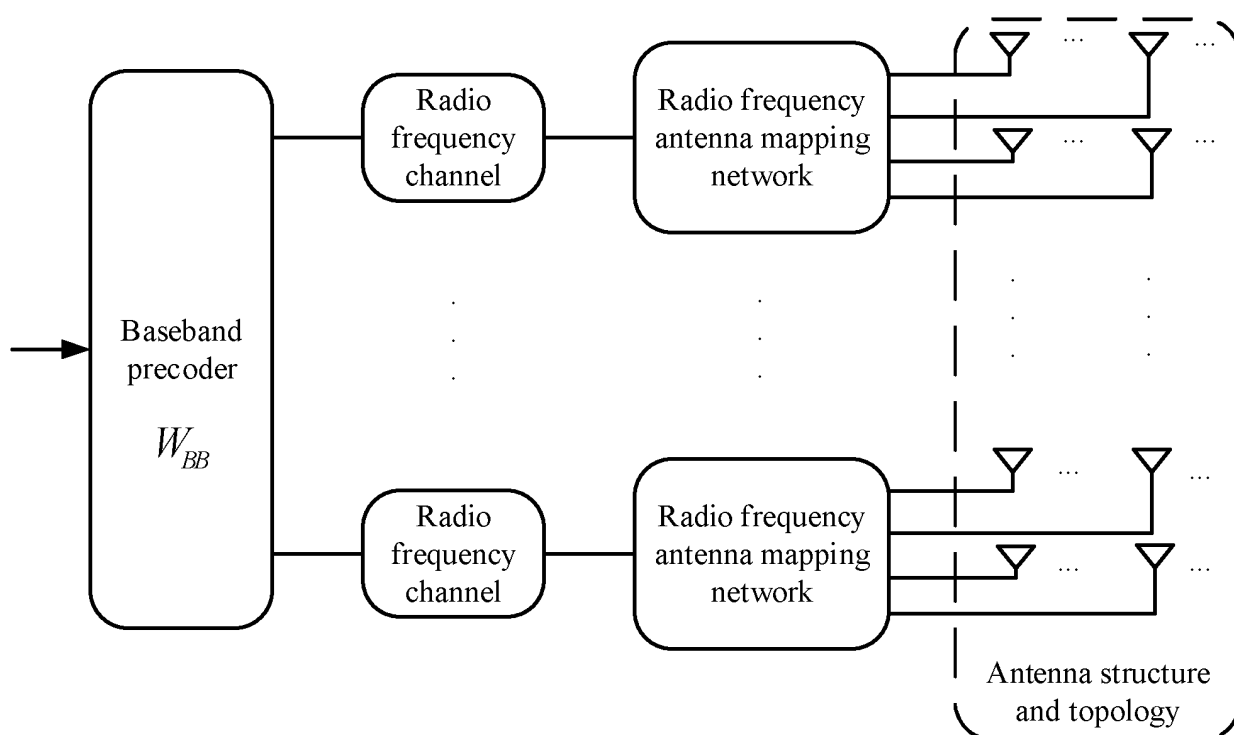 Radio
frequency
channel
Radio frequency
antenna mapping
network
...
...
...
...
Baseband
precoder
W_BB
Radio
frequency
channel
Radio frequency
antenna mapping
network
...
...
...
...
Antenna structure
and topology